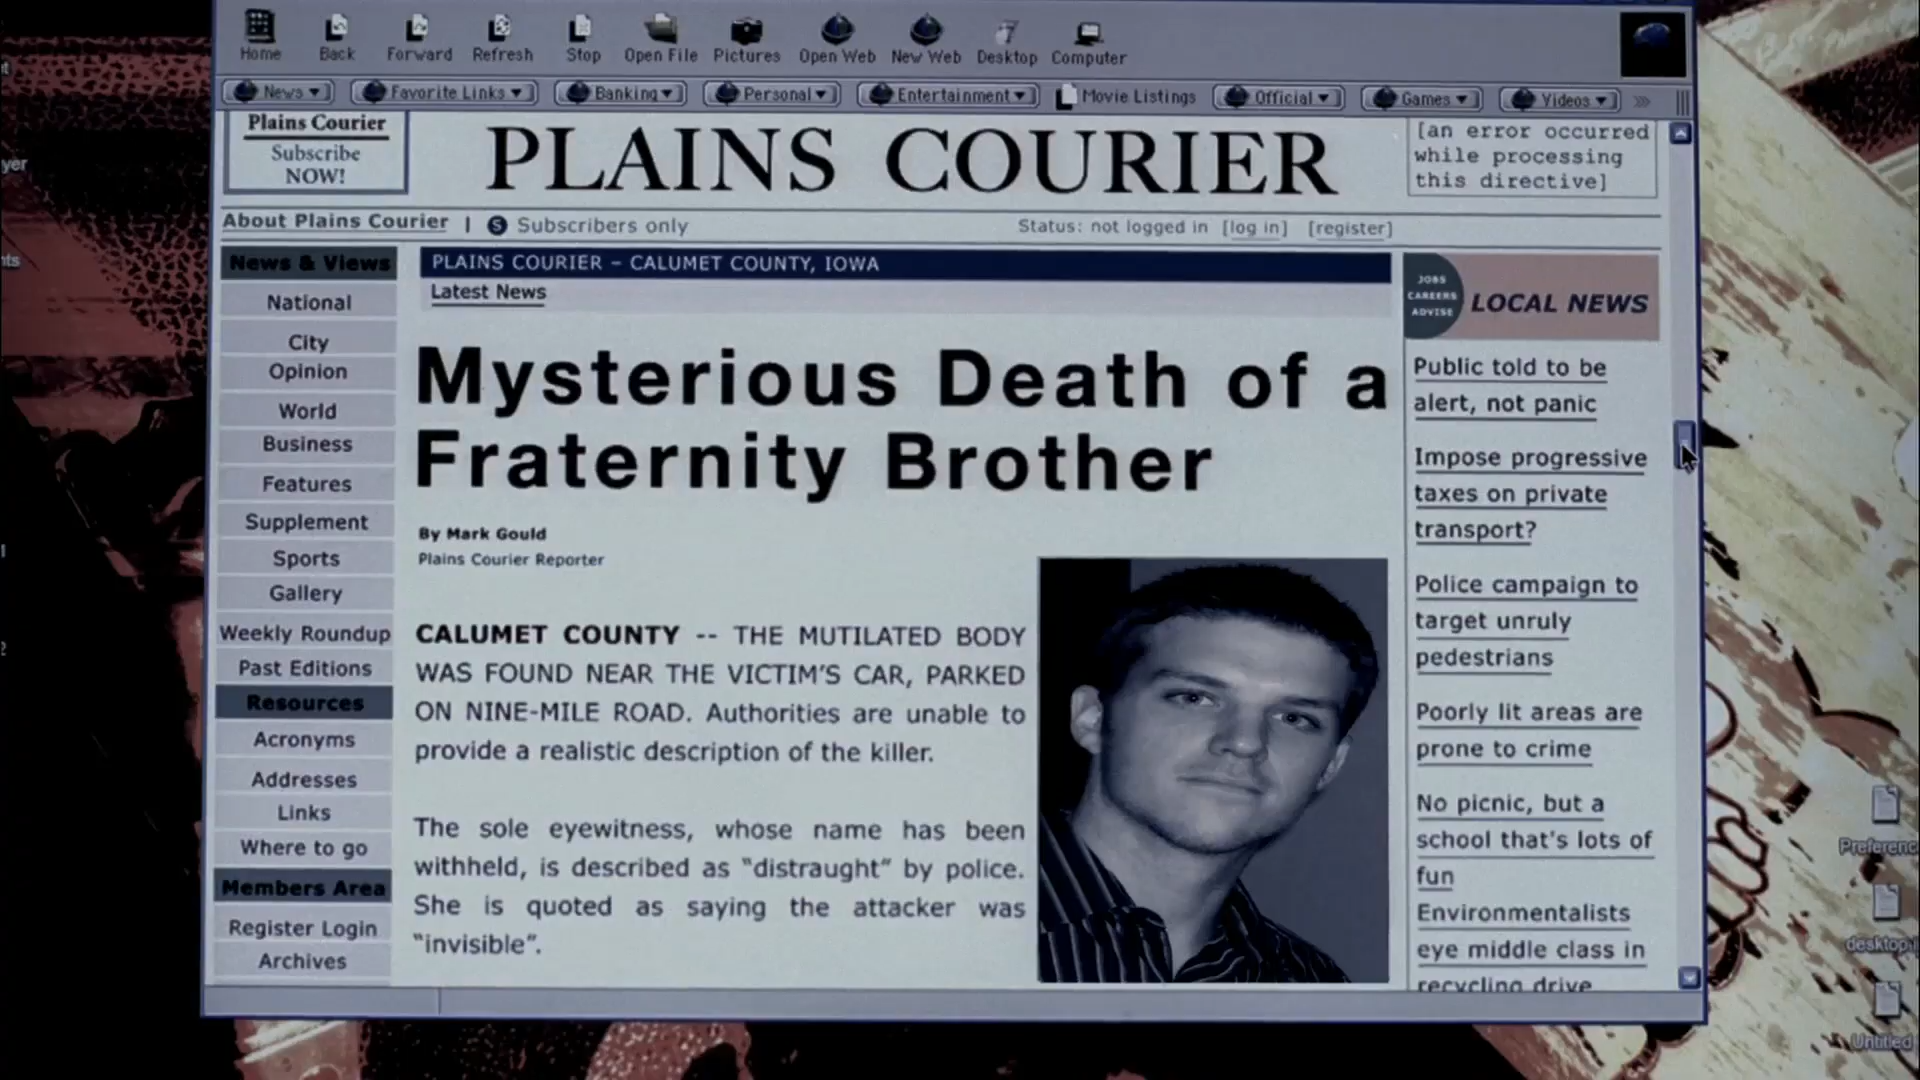 Home Back Forward Refresh Stop Open File Pictures Open Web New Web Desktop Computer
News Favorite Links Banking Personal Entertainment Movie Listings Official Games Videos
Plains Courier
Subscribe
NOW!
PLAINS COURIER
[an error occurred
while processing
this directive]
About Plains Courier | S Subscribers only
Status: not logged in [log in] [register]
News & Views
National
City
Opinion
World
Business
Features
Supplement
Sports
Gallery
Weekly Roundup
Past Editions
Resources
Acronyms
Addresses
Links
Where to go
Members Area
Register Login
Archives
PLAINS COURIER – CALUMET COUNTY, IOWA
Latest News
Mysterious Death of a
Fraternity Brother
By Mark Gould
Plains Courier Reporter
CALUMET COUNTY -- THE MUTILATED BODY
WAS FOUND NEAR THE VICTIM'S CAR, PARKED
ON NINE-MILE ROAD. Authorities are unable to
provide a realistic description of the killer.
The sole eyewitness, whose name has been
withheld, is described as “distraught” by police.
She is quoted as saying the attacker was
“invisible”.
JOBS
CAREERS
ADVISE
LOCAL NEWS
Public told to be
alert, not panic
Impose progressive
taxes on private
transport?
Police campaign to
target unruly
pedestrians
Poorly lit areas are
prone to crime
No picnic, but a
school that's lots of
fun
Environmentalists
eye middle class in
recycling drive
Preferenc
desktop
Untitled